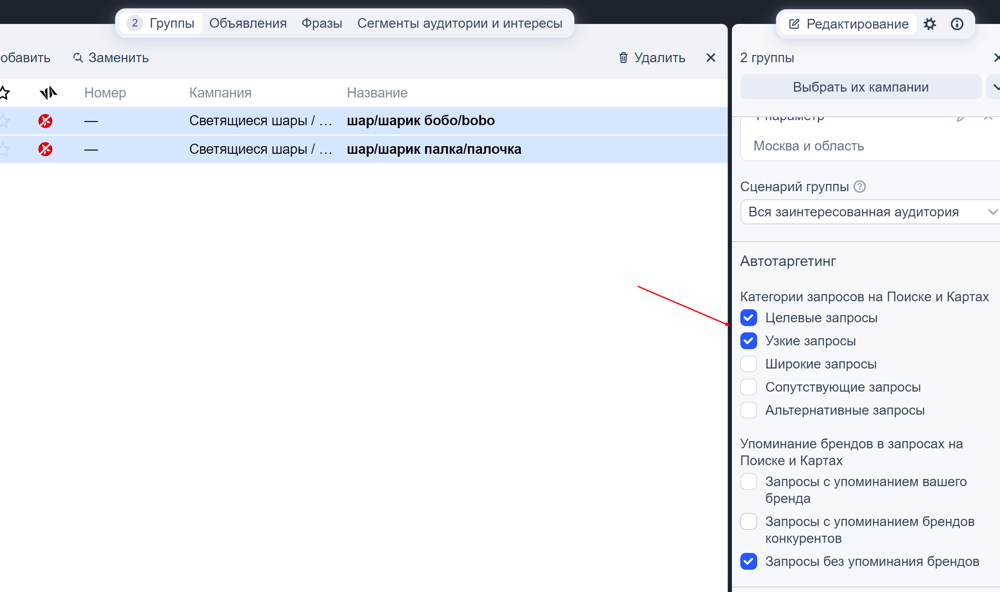 2 Группы Объявления Фразы Сегменты аудитории и интересы
Редактирование
обавить Заменить Удалить
2 группы
Выбрать их кампании
Номер Кампания Название
— Светящиеся шары / … шар/шарик бобо/bobo
— Светящиеся шары / … шар/шарик палка/палочка
параметр
Москва и область
Сценарий группы
Вся заинтересованная аудитория
Автотаргетинг
Категории запросов на Поиске и Картах
Целевые запросы
Узкие запросы
Широкие запросы
Сопутствующие запросы
Альтернативные запросы
Упоминание брендов в запросах на
Поиске и Картах
Запросы с упоминанием вашего
бренда
Запросы с упоминанием брендов
конкурентов
Запросы без упоминания брендов